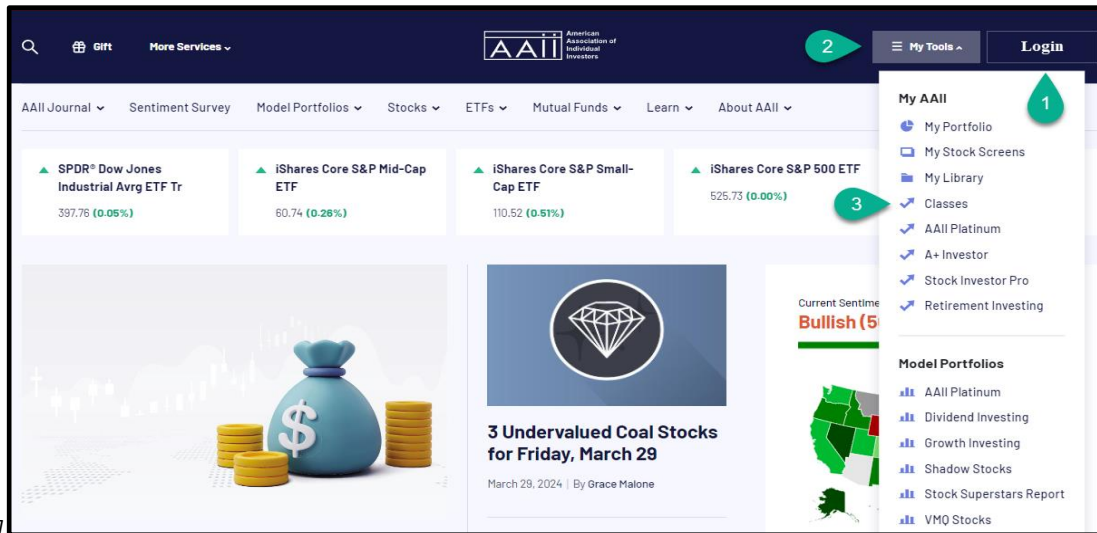 Gift
More Services
AAII
American
Association of
Individual
Investors
2
My Tools
Login
1
AAII Journal
Sentiment Survey
Model Portfolios
Stocks
ETFs
Mutual Funds
Learn
About AAII
SPDR® Dow Jones
Industrial Avrg ETF Tr
397.76 (0.05%)
iShares Core S&P Mid-Cap
ETF
60.74 (0.26%)
iShares Core S&P Small-
Cap ETF
110.52 (0.51%)
iShares Core S&P 500 ETF
525.73 (0.00%)
My AAII
My Portfolio
My Stock Screens
My Library
3
Classes
AAII Platinum
A+ Investor
Stock Investor Pro
Retirement Investing
Model Portfolios
AAII Platinum
Dividend Investing
Growth Investing
Shadow Stocks
Stock Superstars Report
VMQ Stocks
$
3 Undervalued Coal Stocks
for Friday, March 29
March 29, 2024 | By Grace Malone
Current
Bullish